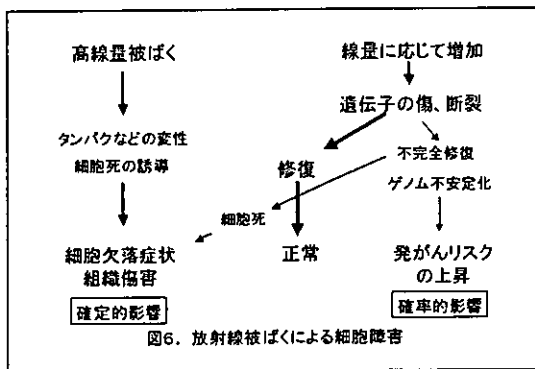 高線量被ばく
線量に応じて増加
遺伝子の傷、断裂
タンパクなどの変性
細胞死の誘導
修復
不完全修復
ゲノム不安定化
細胞死
細胞欠落症状
組織傷害
正常
発がんリスク
の上昇
確定的影響
確率的影響
図6. 放射線被ばくによる細胞障害